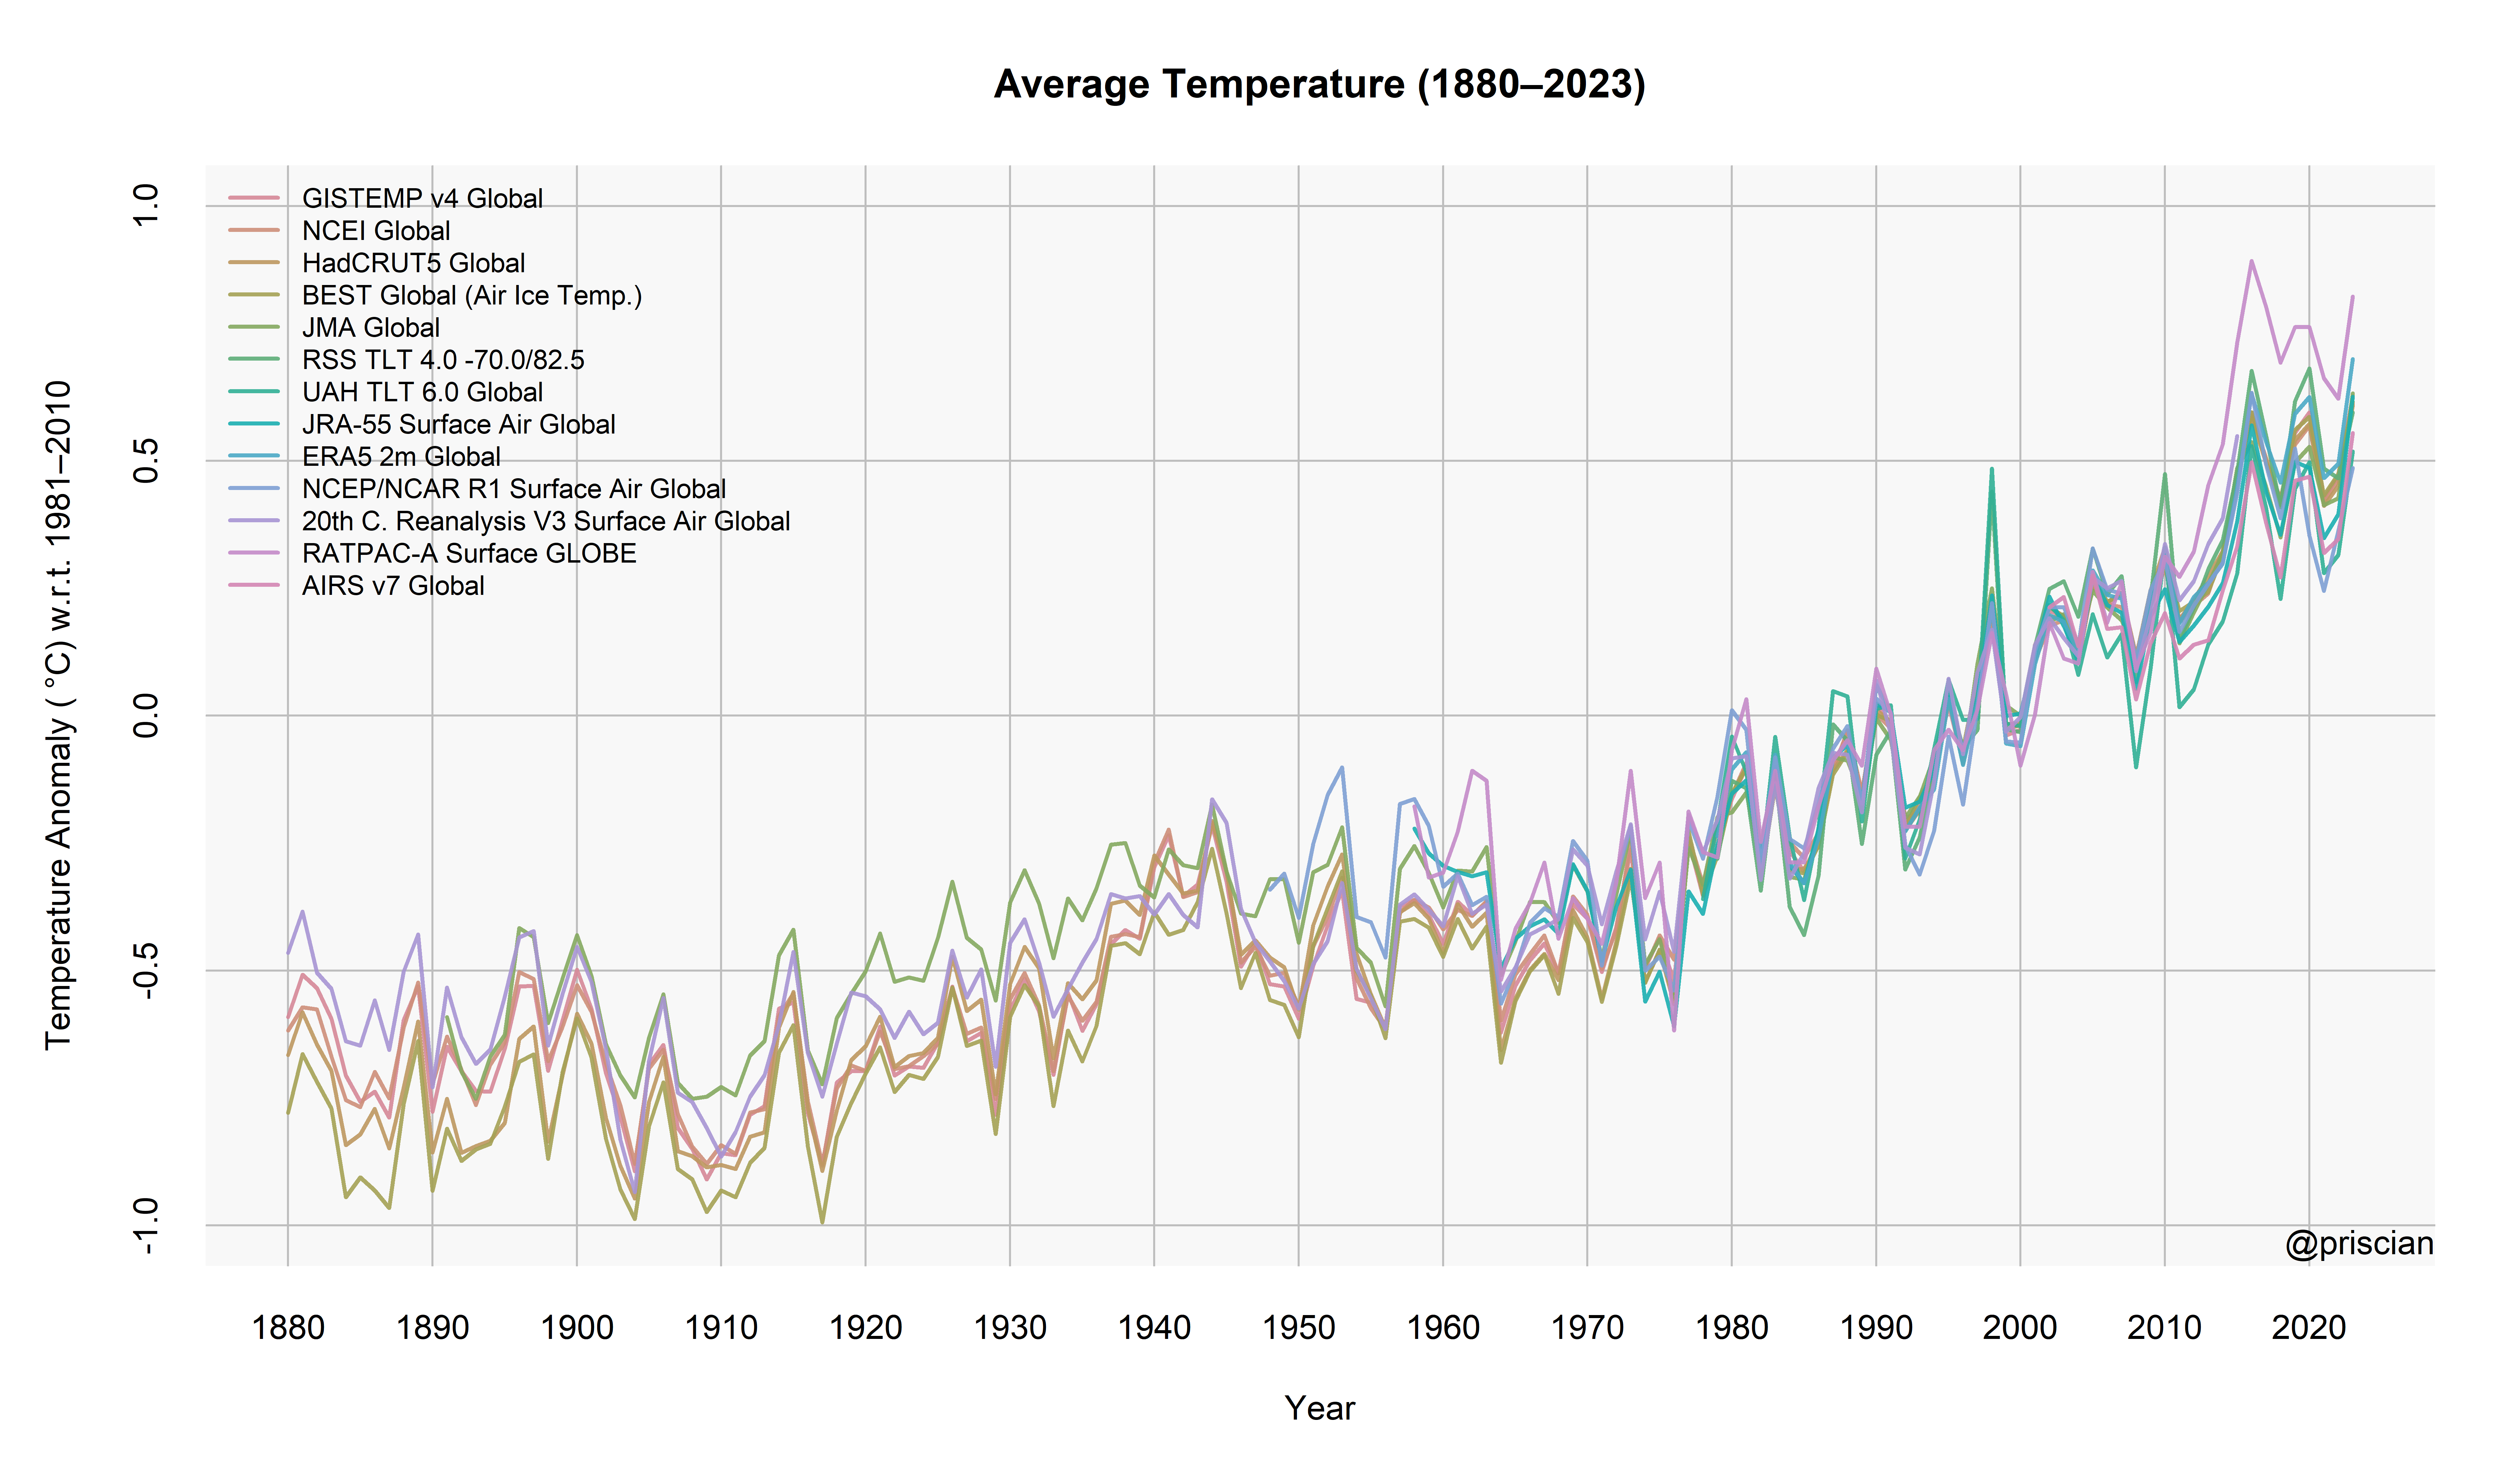 Average Temperature (1880–2023)
Temperature Anomaly ( °C) w.r.t. 1981–2010
1.0
0.5
0.0
-0.5
-1.0
GISTEMP v4 Global
NCEI Global
HadCRUT5 Global
BEST Global (Air Ice Temp.)
JMA Global
RSS TLT 4.0 -70.0/82.5
UAH TLT 6.0 Global
JRA-55 Surface Air Global
ERA5 2m Global
NCEP/NCAR R1 Surface Air Global
20th C. Reanalysis V3 Surface Air Global
RATPAC-A Surface GLOBE
AIRS v7 Global
@priscian
1880 1890 1900 1910 1920 1930 1940 1950 1960 1970 1980 1990 2000 2010 2020
Year